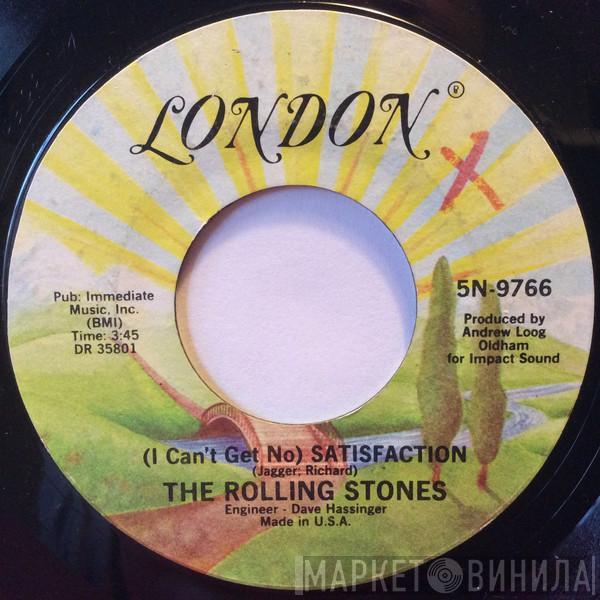 LONDON®
X
Pub: Immediate
Music, Inc.
(BMI)
Time: 3:45
DR 35801
5N-9766
Produced by
Andrew Loog
Oldham
for Impact Sound
(I Can't Get No) SATISFACTION
(Jagger; Richard)
THE ROLLING STONES
Engineer - Dave Hassinger
Made in U.S.A.
МАРКЕТ ВИНИЛА